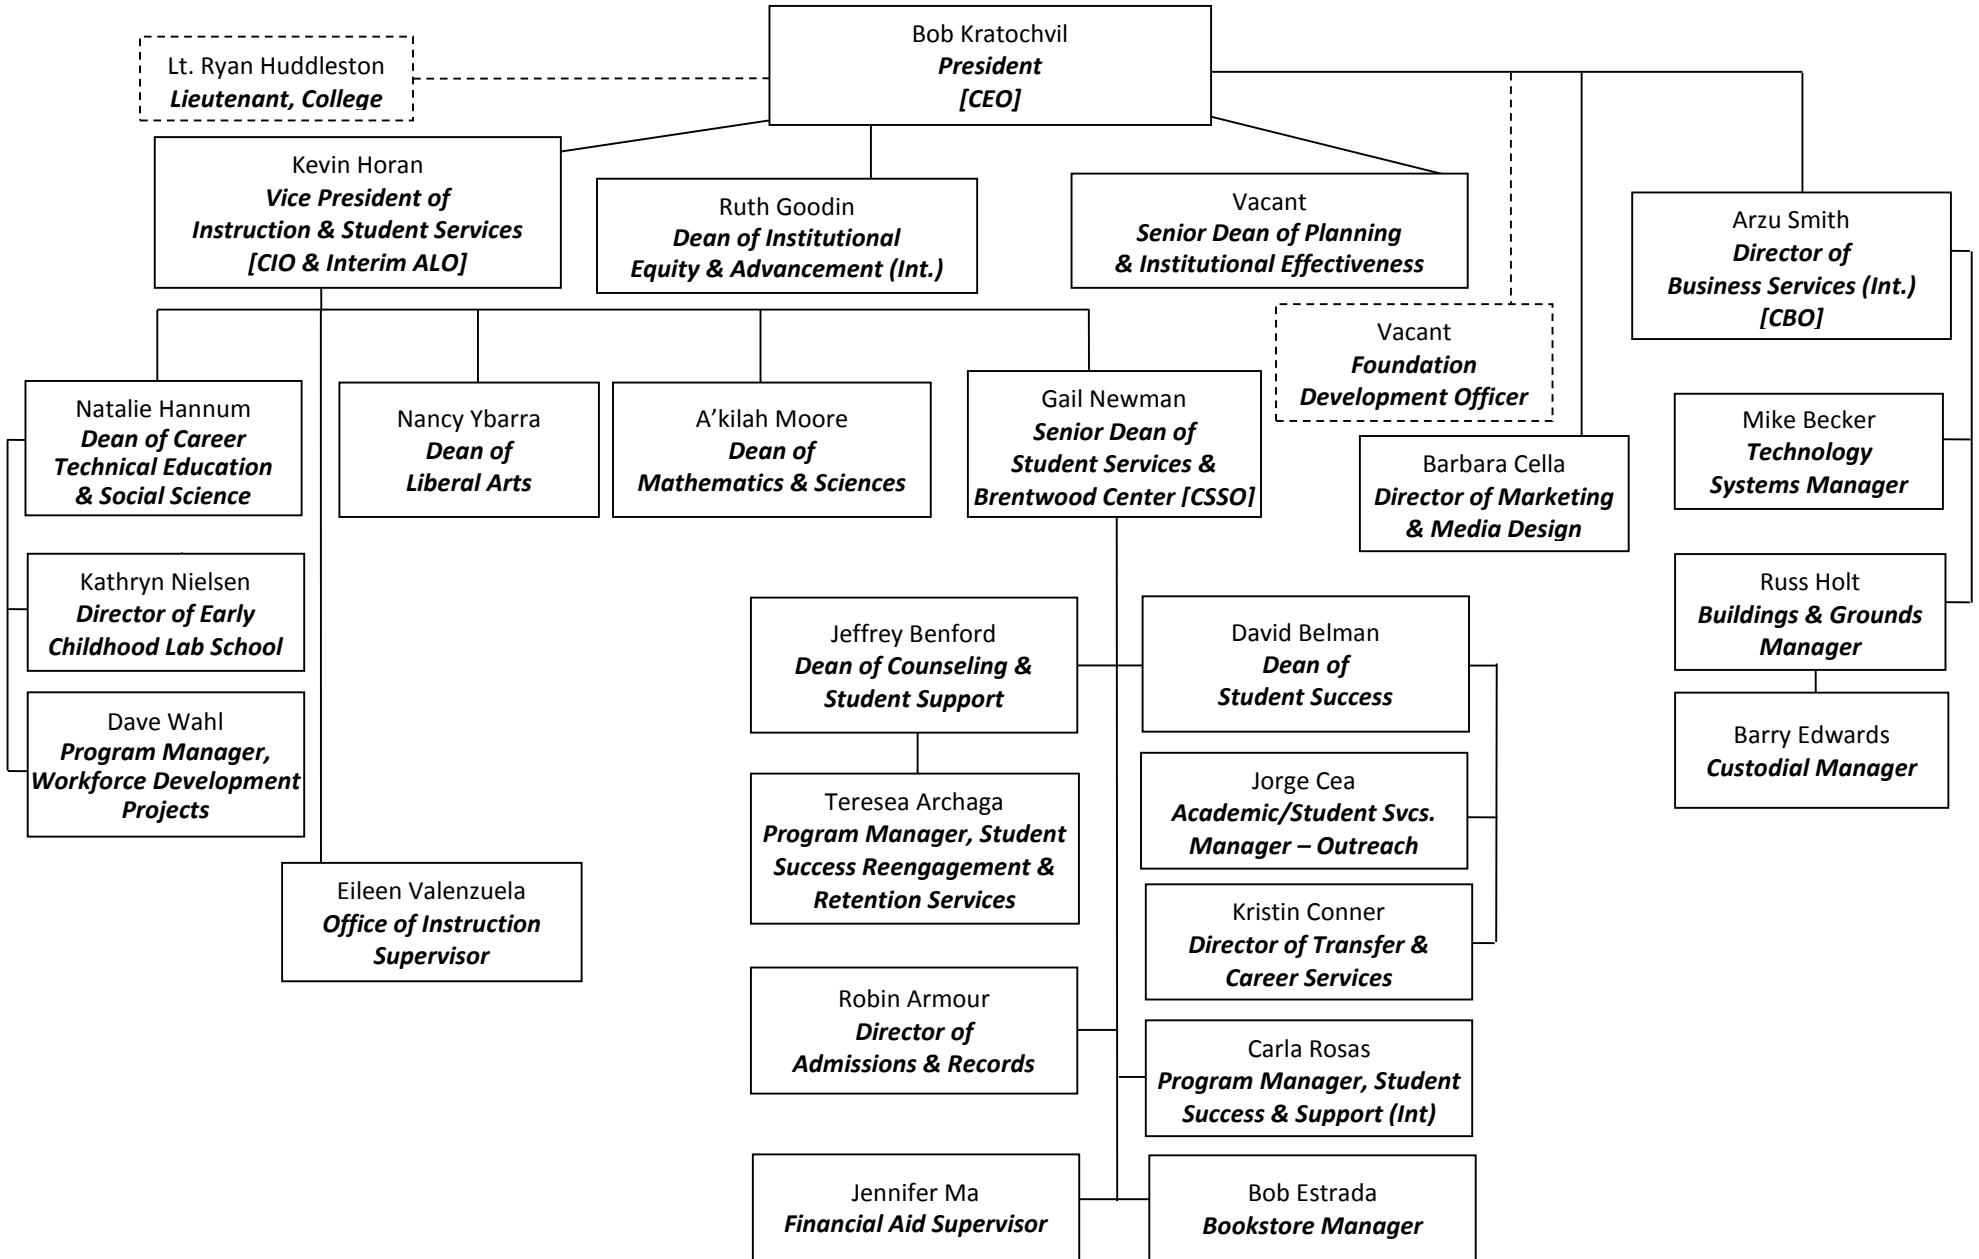 Bob Kratochvil
President
[CEO]
Lt. Ryan Huddleston
Lieutenant, College
Kevin Horan
Vice President of
Instruction & Student Services
[CIO & Interim ALO]
Ruth Goodin
Dean of Institutional
Equity & Advancement (Int.)
Vacant
Senior Dean of Planning
& Institutional Effectiveness
Arzu Smith
Director of
Business Services (Int.)
[CBO]
Vacant
Foundation
Development Officer
Natalie Hannum
Dean of Career
Technical Education
& Social Science
Nancy Ybarra
Dean of
Liberal Arts
A’kilah Moore
Dean of
Mathematics & Sciences
Gail Newman
Senior Dean of
Student Services &
Brentwood Center [CSSO]
Barbara Cella
Director of Marketing
& Media Design
Mike Becker
Technology
Systems Manager
Kathryn Nielsen
Director of Early
Childhood Lab School
Jeffrey Benford
Dean of Counseling &
Student Support
David Belman
Dean of
Student Success
Russ Holt
Buildings & Grounds
Manager
Dave Wahl
Program Manager,
Workforce Development
Projects
Teresea Archaga
Program Manager, Student
Success Reengagement &
Retention Services
Jorge Cea
Academic/Student Svcs.
Manager – Outreach
Barry Edwards
Custodial Manager
Eileen Valenzuela
Office of Instruction
Supervisor
Kristin Conner
Director of Transfer &
Career Services
Robin Armour
Director of
Admissions & Records
Carla Rosas
Program Manager, Student
Success & Support (Int)
Jennifer Ma
Financial Aid Supervisor
Bob Estrada
Bookstore Manager